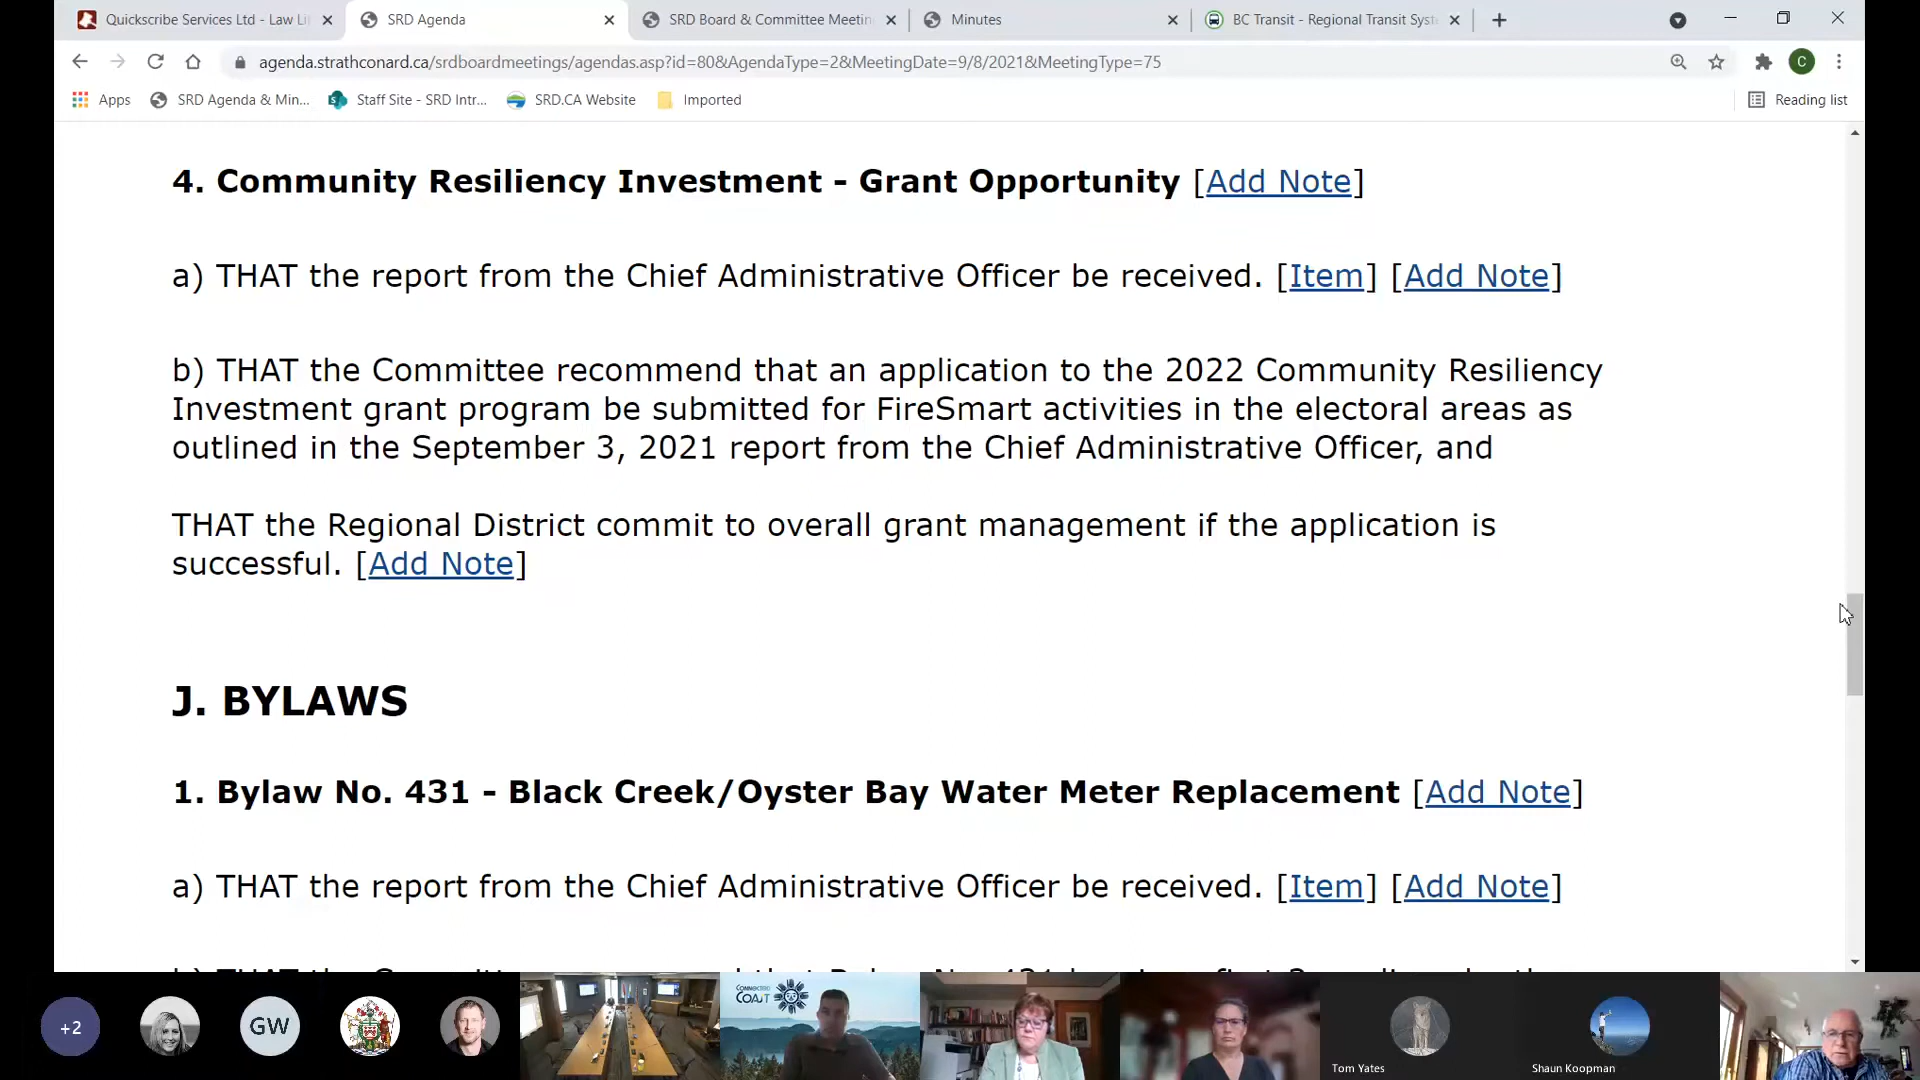 Quickscribe Services Ltd - Law Li
SRD Agenda
SRD Board & Committee Meetin
Minutes
BC Transit - Regional Transit Syst
agenda.strathconard.ca/srdboardmeetings/agendas.asp?id=80&AgendaType=2&MeetingDate=9/8/2021&MeetingType=75
C
Apps
SRD Agenda & Min...
Staff Site - SRD Intr...
SRD.CA Website
Imported
Reading list
4. Community Resiliency Investment - Grant Opportunity [Add Note]
a) THAT the report from the Chief Administrative Officer be received. [Item] [Add Note]
b) THAT the Committee recommend that an application to the 2022 Community Resiliency
Investment grant program be submitted for FireSmart activities in the electoral areas as
outlined in the September 3, 2021 report from the Chief Administrative Officer, and
THAT the Regional District commit to overall grant management if the application is
successful. [Add Note]
J. BYLAWS
1. Bylaw No. 431 - Black Creek/Oyster Bay Water Meter Replacement [Add Note]
a) THAT the report from the Chief Administrative Officer be received. [Item] [Add Note]
+2
GW
CONNECTED
COAST
Tom Yates
Shaun Koopman